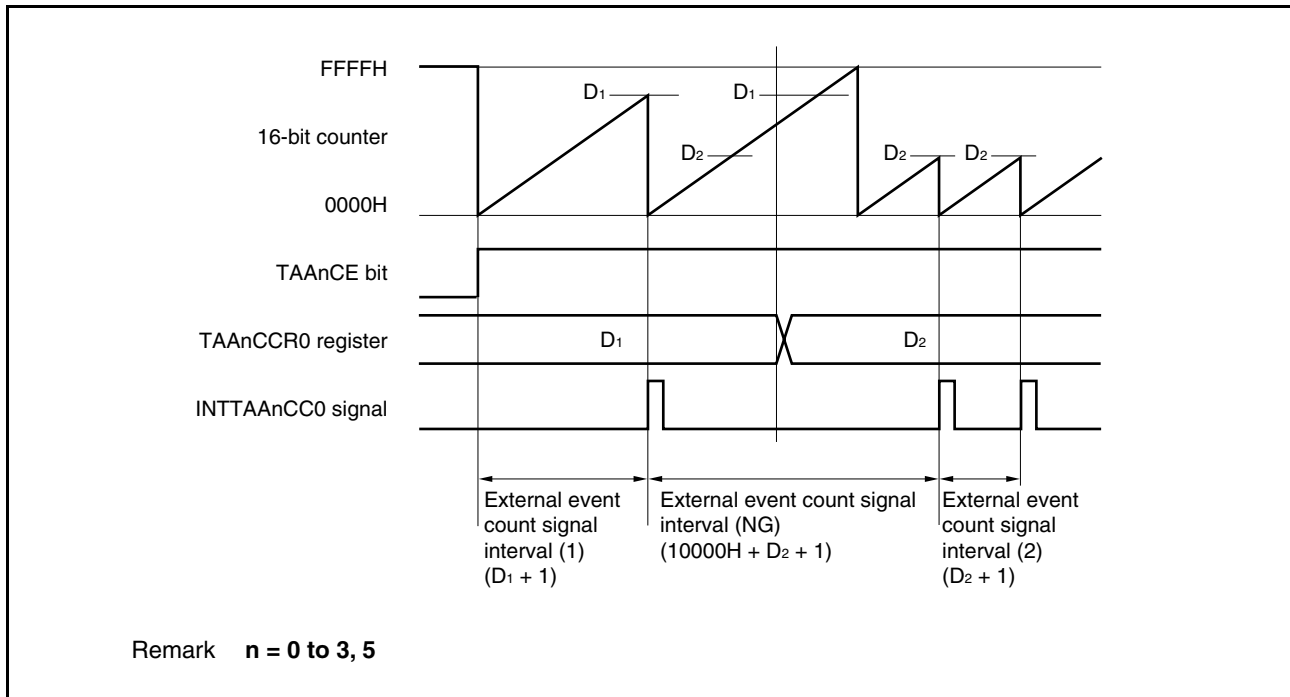 FFFFH
D1
D1
16-bit counter
D2
D2
D2
0000H
TAAnCE bit
TAAnCCR0 register
D1
D2
INTTAAnCC0 signal
External event
count signal
interval (1)
(D1 + 1)
External event count signal
interval (NG)
(10000H + D2 + 1)
External event
count signal
interval (2)
(D2 + 1)
Remark n = 0 to 3, 5